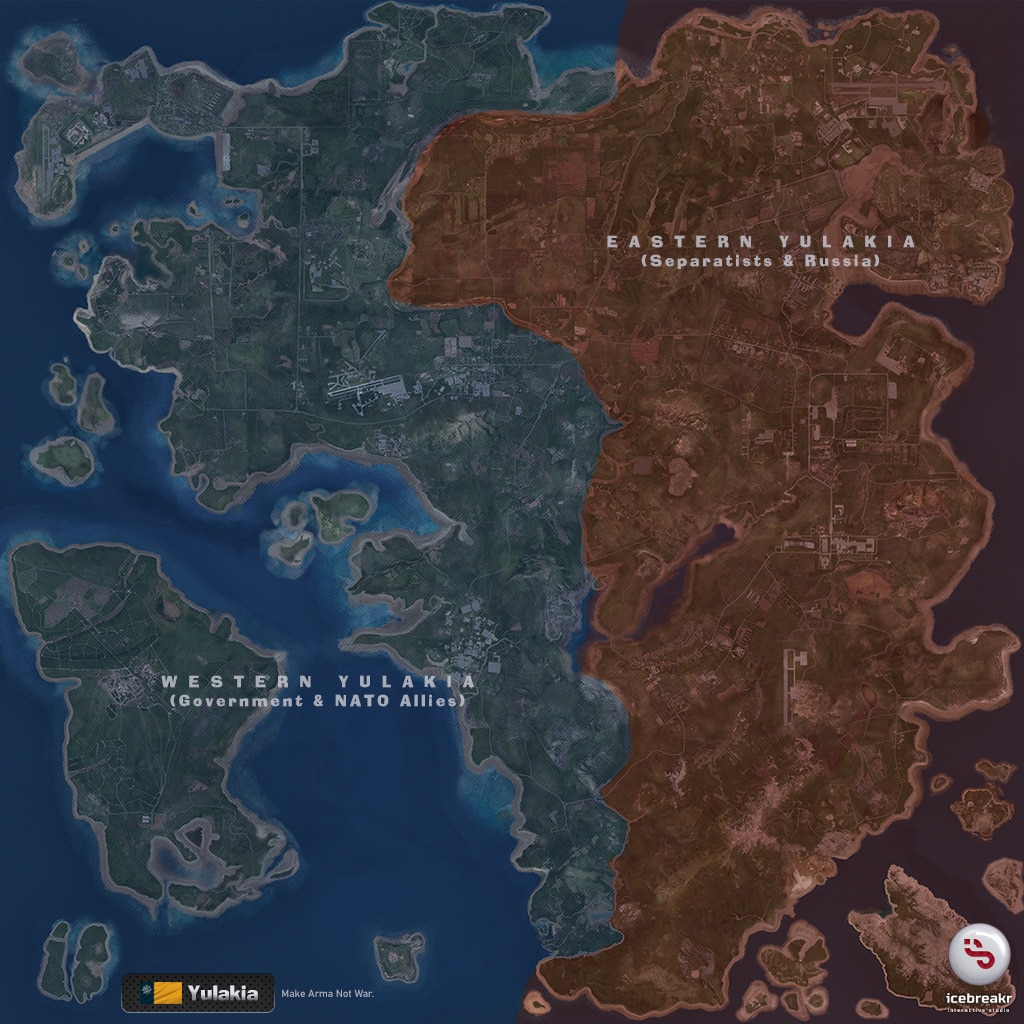 EASTERN YULAKIA
(Separatists & Russia)
WESTERN YULAKIA
(Government & NATO Allies)
Yulakia
Make Arma Not War.
icebreakr
interactive studio